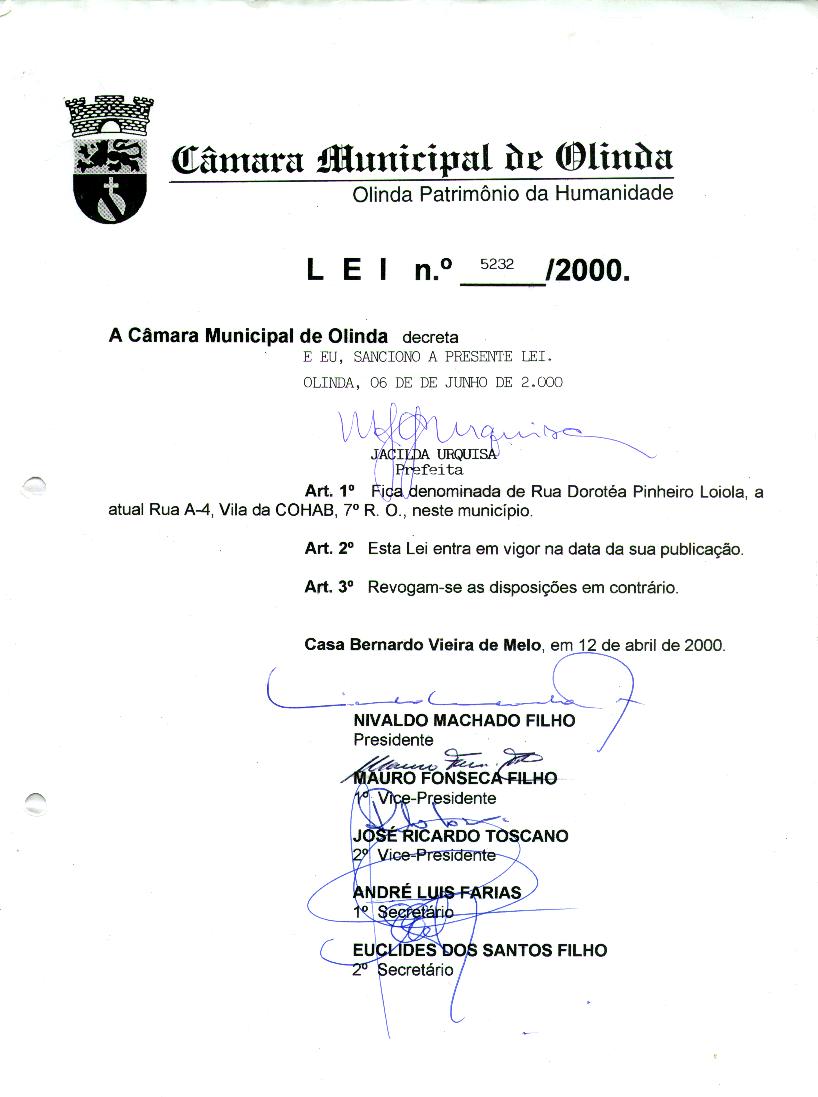 Câmara Municipal de Olinda
Olinda Patrimônio da Humanidade
L E I n.º 5232 /2000.
A Câmara Municipal de Olinda decreta
E EU, SANCIONO A PRESENTE LEI.
OLINDA, 06 DE DE JUNHO DE 2.000
JACILDA URQUISA
Prefeita
Art. 1º Fica denominada de Rua Dorotéa Pinheiro Loiola, a
atual Rua A-4, Vila da COHAB, 7º R. O., neste município.
Art. 2º Esta Lei entra em vigor na data da sua publicação.
Art. 3º Revogam-se as disposições em contrário.
Casa Bernardo Vieira de Melo, em 12 de abril de 2000.
NIVALDO MACHADO FILHO
Presidente
MAURO FONSECA FILHO
1º Vice-Presidente
JOSÉ RICARDO TOSCANO
2º Vice-Presidente
ANDRÉ LUIS FARIAS
1º Secretário
EUCLIDES DOS SANTOS FILHO
2º Secretário